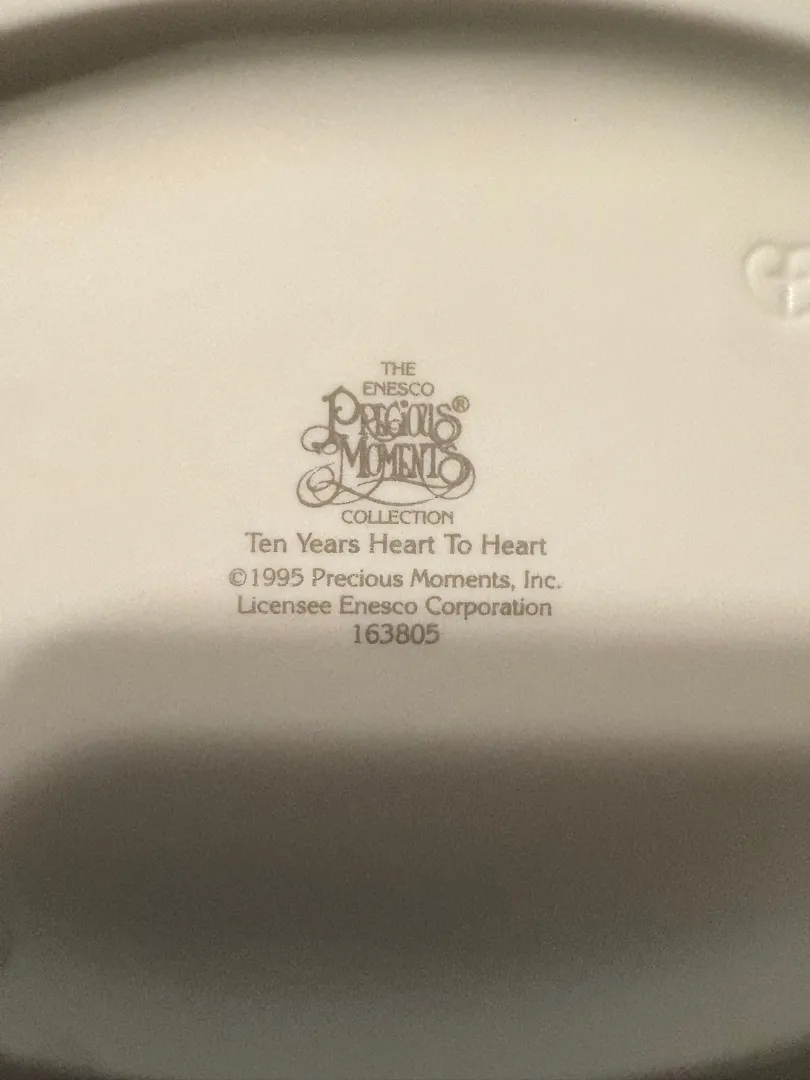 THE
ENESCO
PRECIOUS®
MOMENTS
COLLECTION
Ten Years Heart To Heart
©1995 Precious Moments, Inc.
Licensee Enesco Corporation
163805